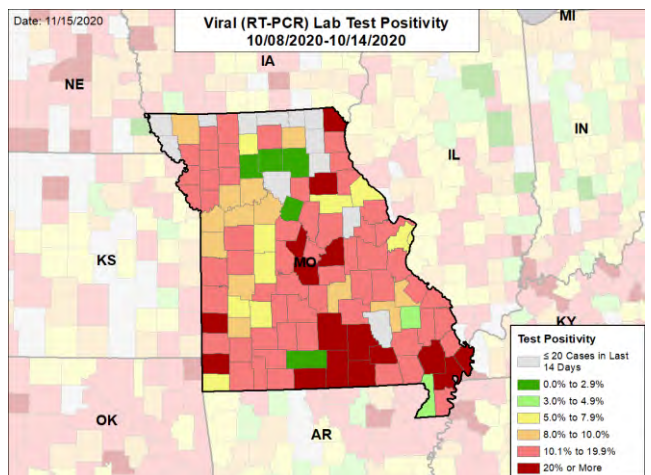 Date: 11/15/2020
Viral (RT-PCR) Lab Test Positivity
10/08/2020-10/14/2020
MI
IA
NE
IN
IL
KS
MO
KY
OK
AR
Test Positivity
≤ 20 Cases in Last
14 Days
0.0% to 2.9%
3.0% to 4.9%
5.0% to 7.9%
8.0% to 10.0%
10.1% to 19.9%
20% or More